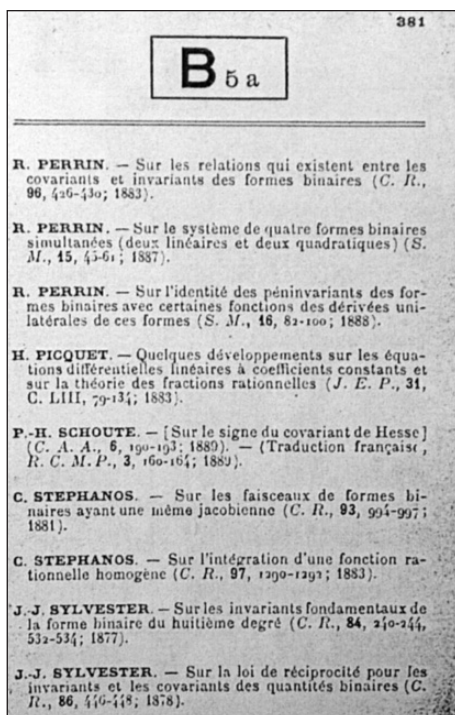 381
B 5 a
R. PERRIN. — Sur les relations qui existent entre les
covariants et invariants des formes binaires (C. R.,
96, 426-430; 1883).
R. PERRIN. — Sur le système de quatre formes binaires
simultanées (deux linéaires et deux quadratiques) (S.
M., 15, 45-61; 1887).
R. PERRIN. — Sur l'identité des péninvariants des for-
mes binaires avec certaines fonctions des dérivées uni-
latérales de ces formes (S. M., 16, 82-100; 1888).
H. PICQUET. — Quelques développements sur les équa-
tions différentielles linéaires à coefficients constants et
sur la théorie des fractions rationnelles (J. E. P., 31,
C. LIII, 79-134; 1883).
P.-H. SCHOUTE. — [Sur le signe du covariant de Hesse]
(C. A. A., 6, 190-193; 1889). — (Traduction française,
R. C. M. P., 3, 160-164; 1889).
C. STEPHANOS. — Sur les faisceaux de formes bi-
naires ayant une même jacobienne (C. R., 93, 994-997;
1881).
C. STEPHANOS. — Sur l'intégration d'une fonction ra-
tionnelle homogène (C. R., 97, 1290-1292; 1883).
J.-J. SYLVESTER. — Sur les invariants fondamentaux de
la forme binaire du huitième degré (C. R., 84, 240-244,
532-534; 1877).
J.-J. SYLVESTER. — Sur la loi de réciprocité pour les
invariants et les covariants des quantités binaires (C.
R., 86, 446-448; 1878).